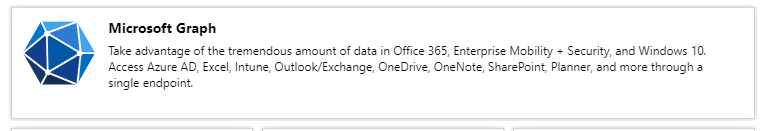 Microsoft Graph
Take advantage of the tremendous amount of data in Office 365, Enterprise Mobility + Security, and Windows 10.
Access Azure AD, Excel, Intune, Outlook/Exchange, OneDrive, OneNote, SharePoint, Planner, and more through a
single endpoint.